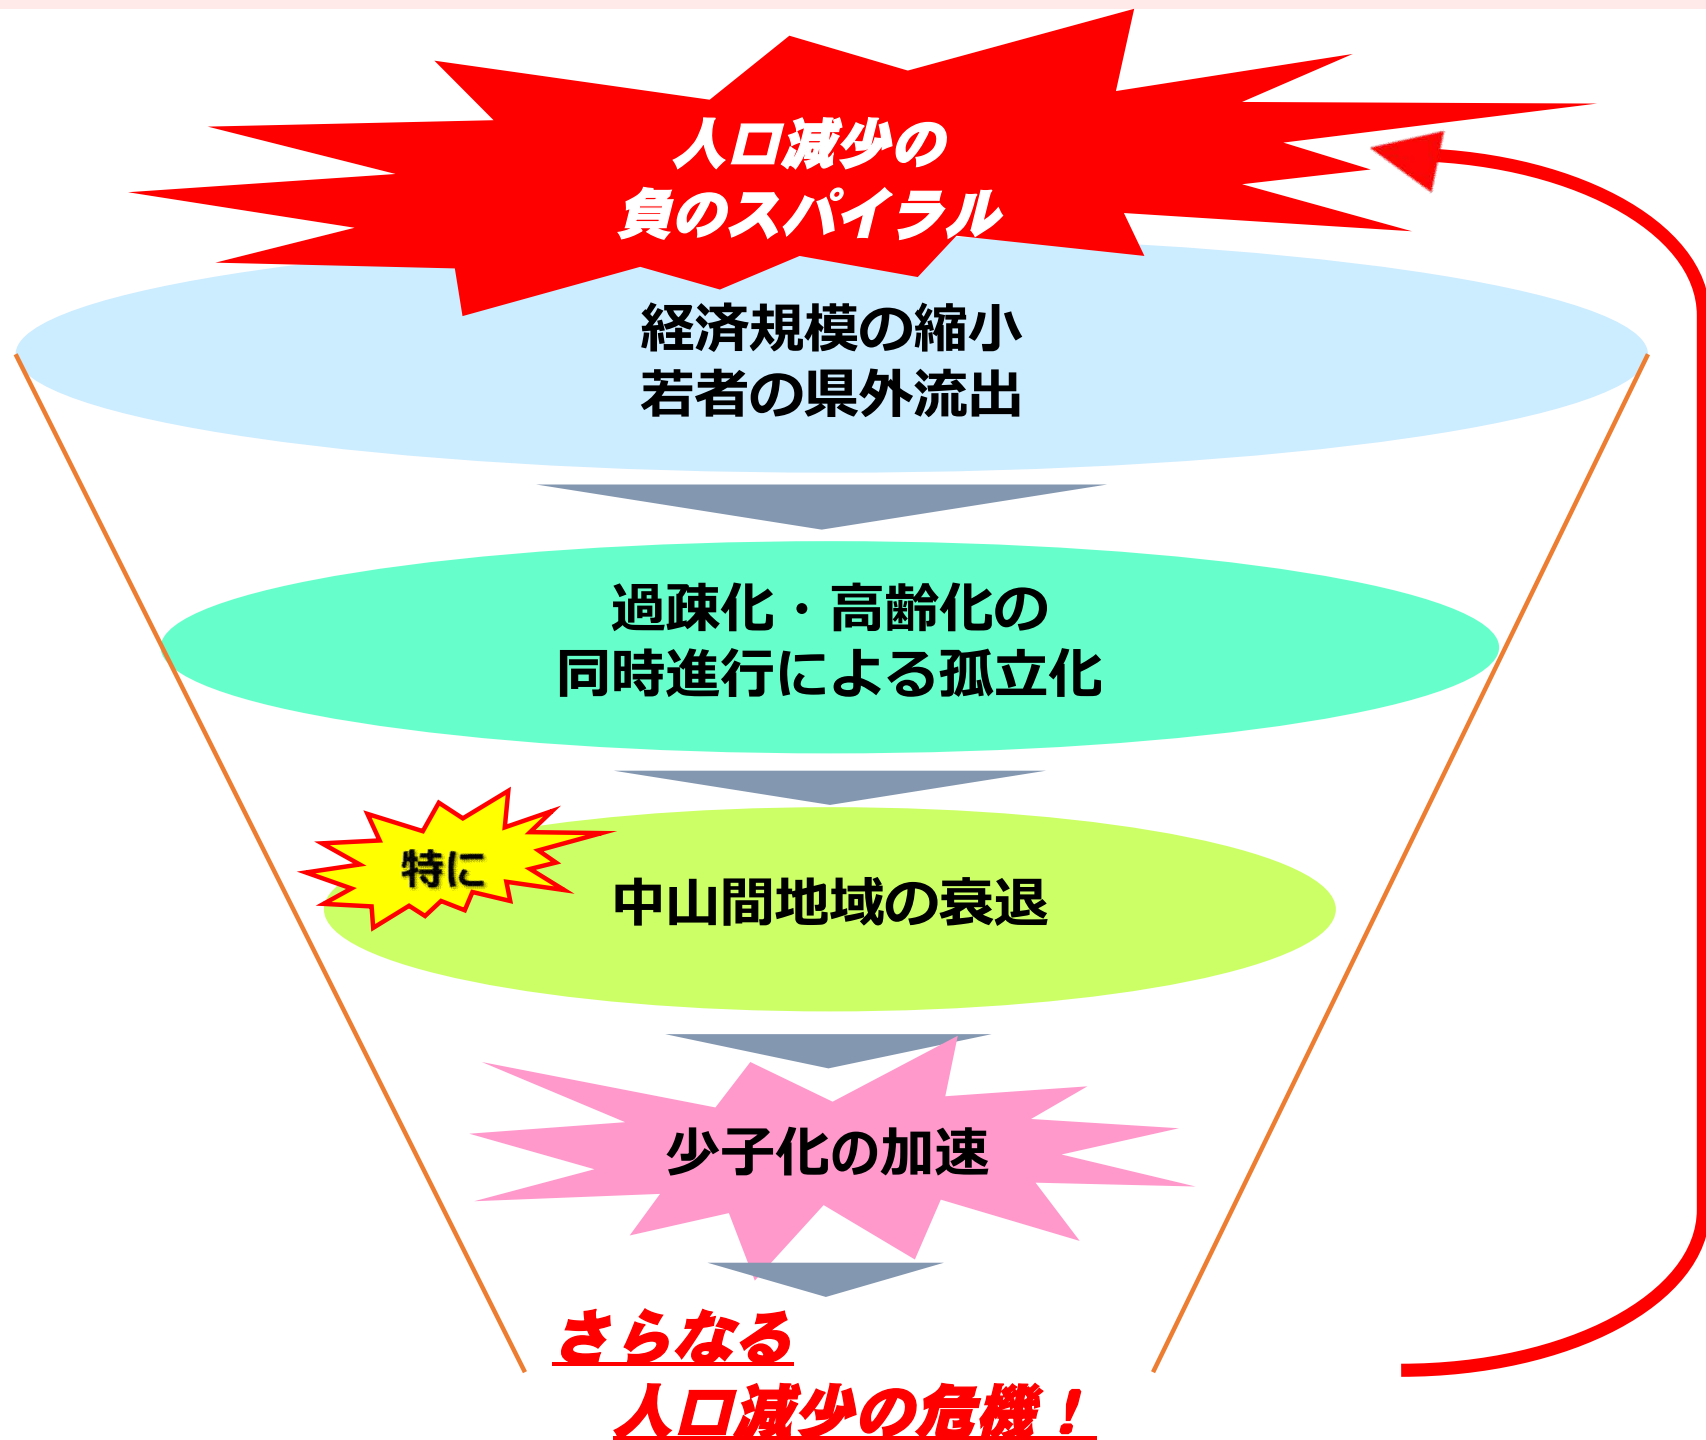 人口減少の
負のスパイラル
経済規模の縮小
若者の県外流出
過疎化・高齢化の
同時進行による孤立化
特に
中山間地域の衰退
少子化の加速
さらなる
人口減少の危機！